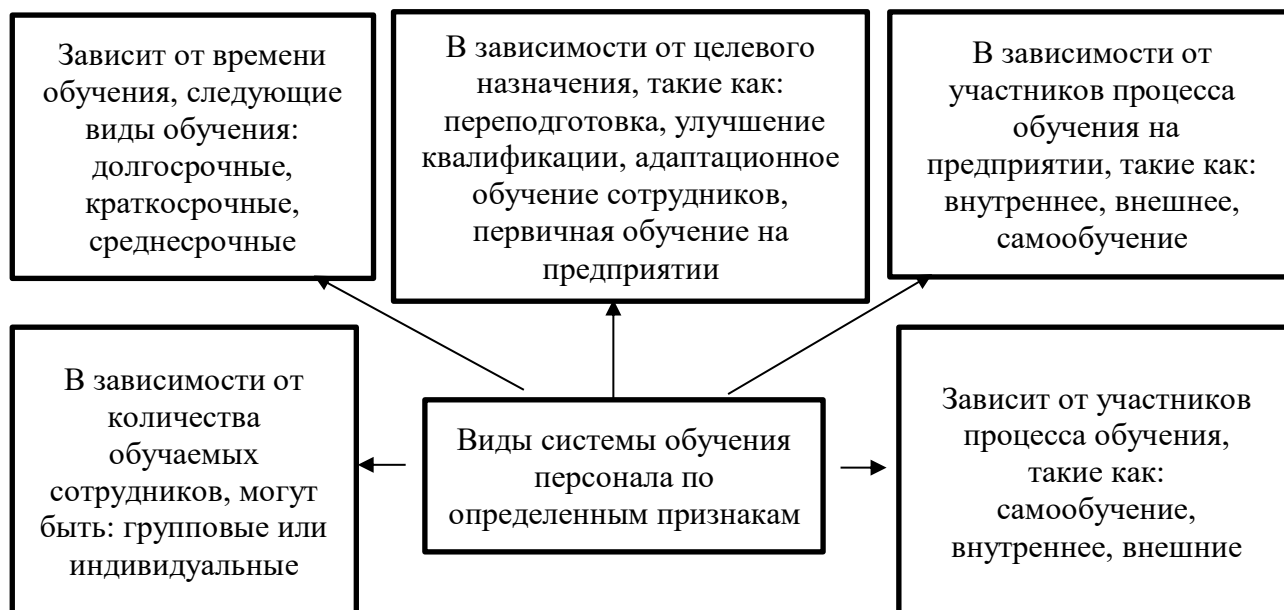 Зависит от времени
обучения, следующие
виды обучения:
долгосрочные,
краткосрочные,
среднесрочные
В зависимости от целевого
назначения, такие как:
переподготовка, улучшение
квалификации, адаптационное
обучение сотрудников,
первичная обучение на
предприятии
В зависимости от
участников процесса
обучения на
предприятии, такие как:
внутреннее, внешнее,
самообучение
В зависимости от
количества
обучаемых
сотрудников, могут
быть: групповые или
индивидуальные
Виды системы обучения
персонала по
определенным признакам
Зависит от участников
процесса обучения,
такие как:
самообучение,
внутреннее, внешние